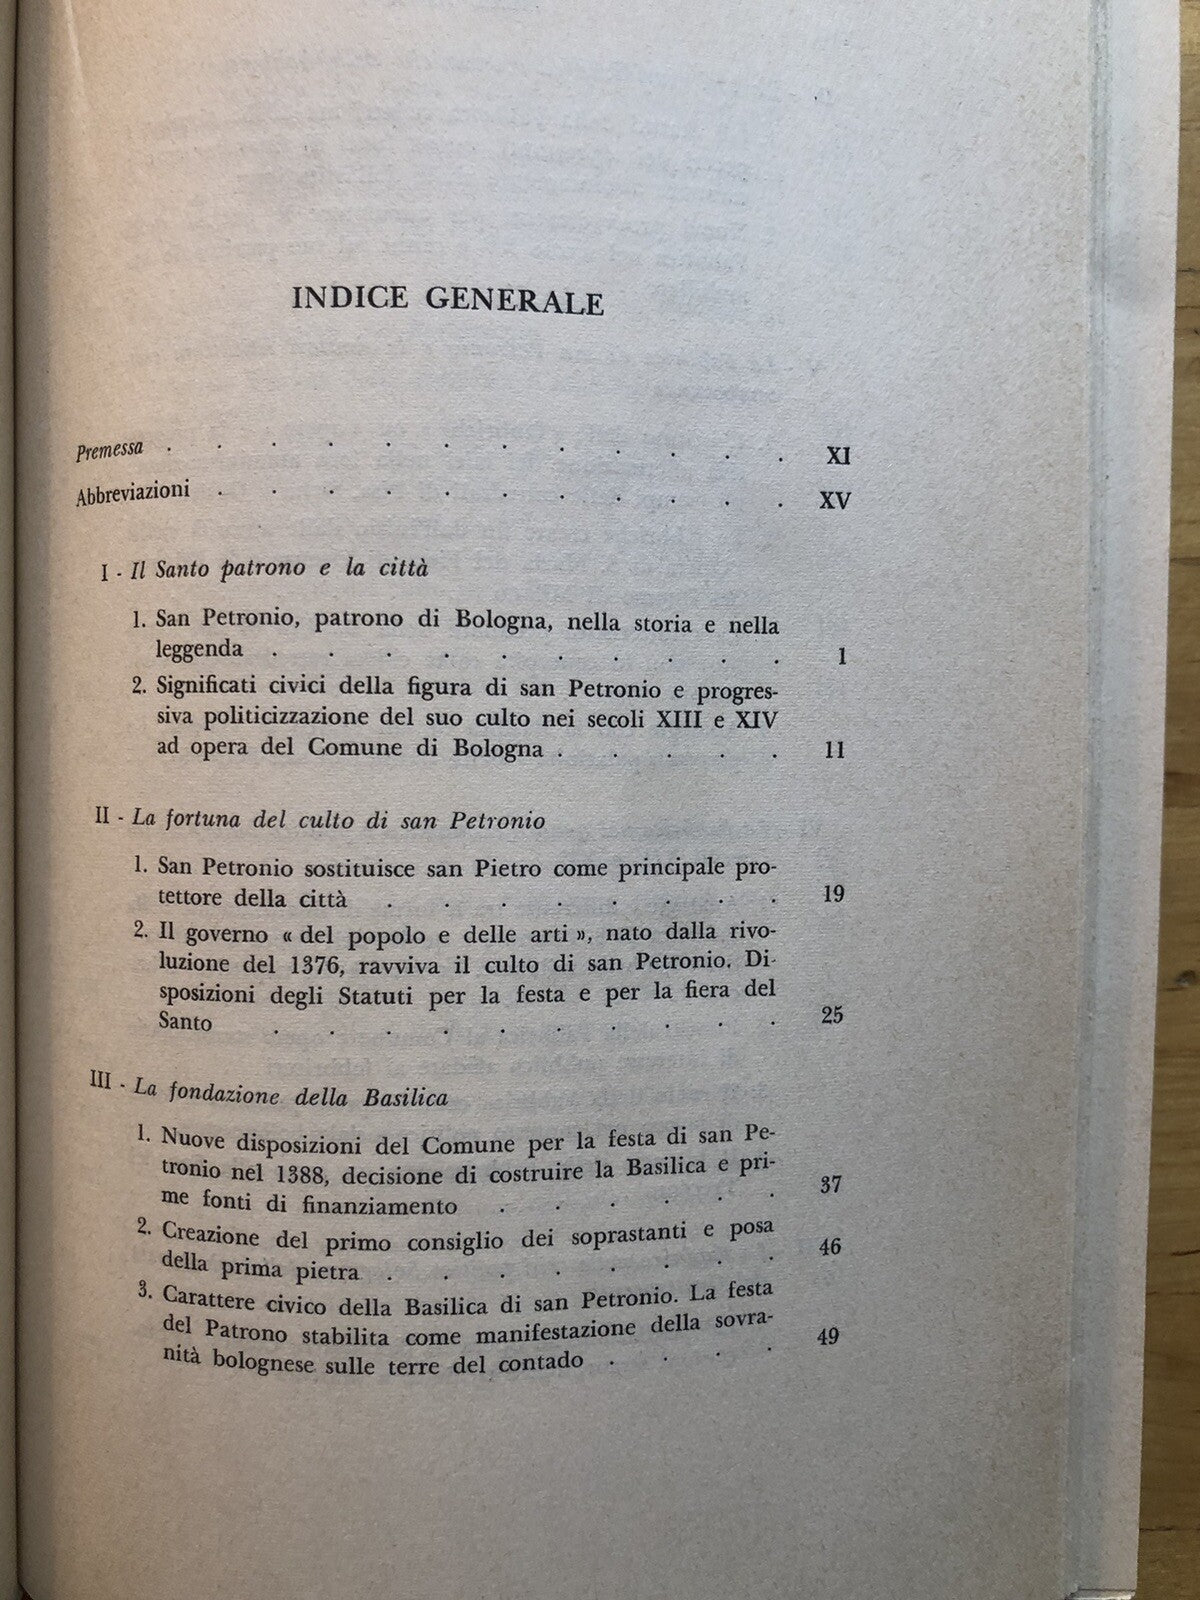 INDICE GENERALE
Premessa . . . . . . . . . . . . XI
Abbreviazioni . . . . . . . . . . . XV
I - Il Santo patrono e la città
1. San Petronio, patrono di Bologna, nella storia e nella
leggenda . . . . . . . . . . 1
2. Significati civici della figura di san Petronio e progres-
siva politicizzazione del suo culto nei secoli XIII e XIV
ad opera del Comune di Bologna . . . . . 11
II - La fortuna del culto di san Petronio
1. San Petronio sostituisce san Pietro come principale pro-
tettore della città . . . . . . . . 19
2. Il governo « del popolo e delle arti », nato dalla rivo-
luzione del 1376, ravviva il culto di san Petronio. Di-
sposizioni degli Statuti per la festa e per la fiera del
Santo . . . . . . . . . . 25
III - La fondazione della Basilica
1. Nuove disposizioni del Comune per la festa di san Pe-
tronio nel 1388, decisione di costruire la Basilica e pri-
me fonti di finanziamento . . . . . . 37
2. Creazione del primo consiglio dei soprastanti e posa
della prima pietra . . . . . . . . 46
3. Carattere civico della Basilica di san Petronio. La festa
del Patrono stabilita come manifestazione della sovra-
nità bolognese sulle terre del contado . . . . 49